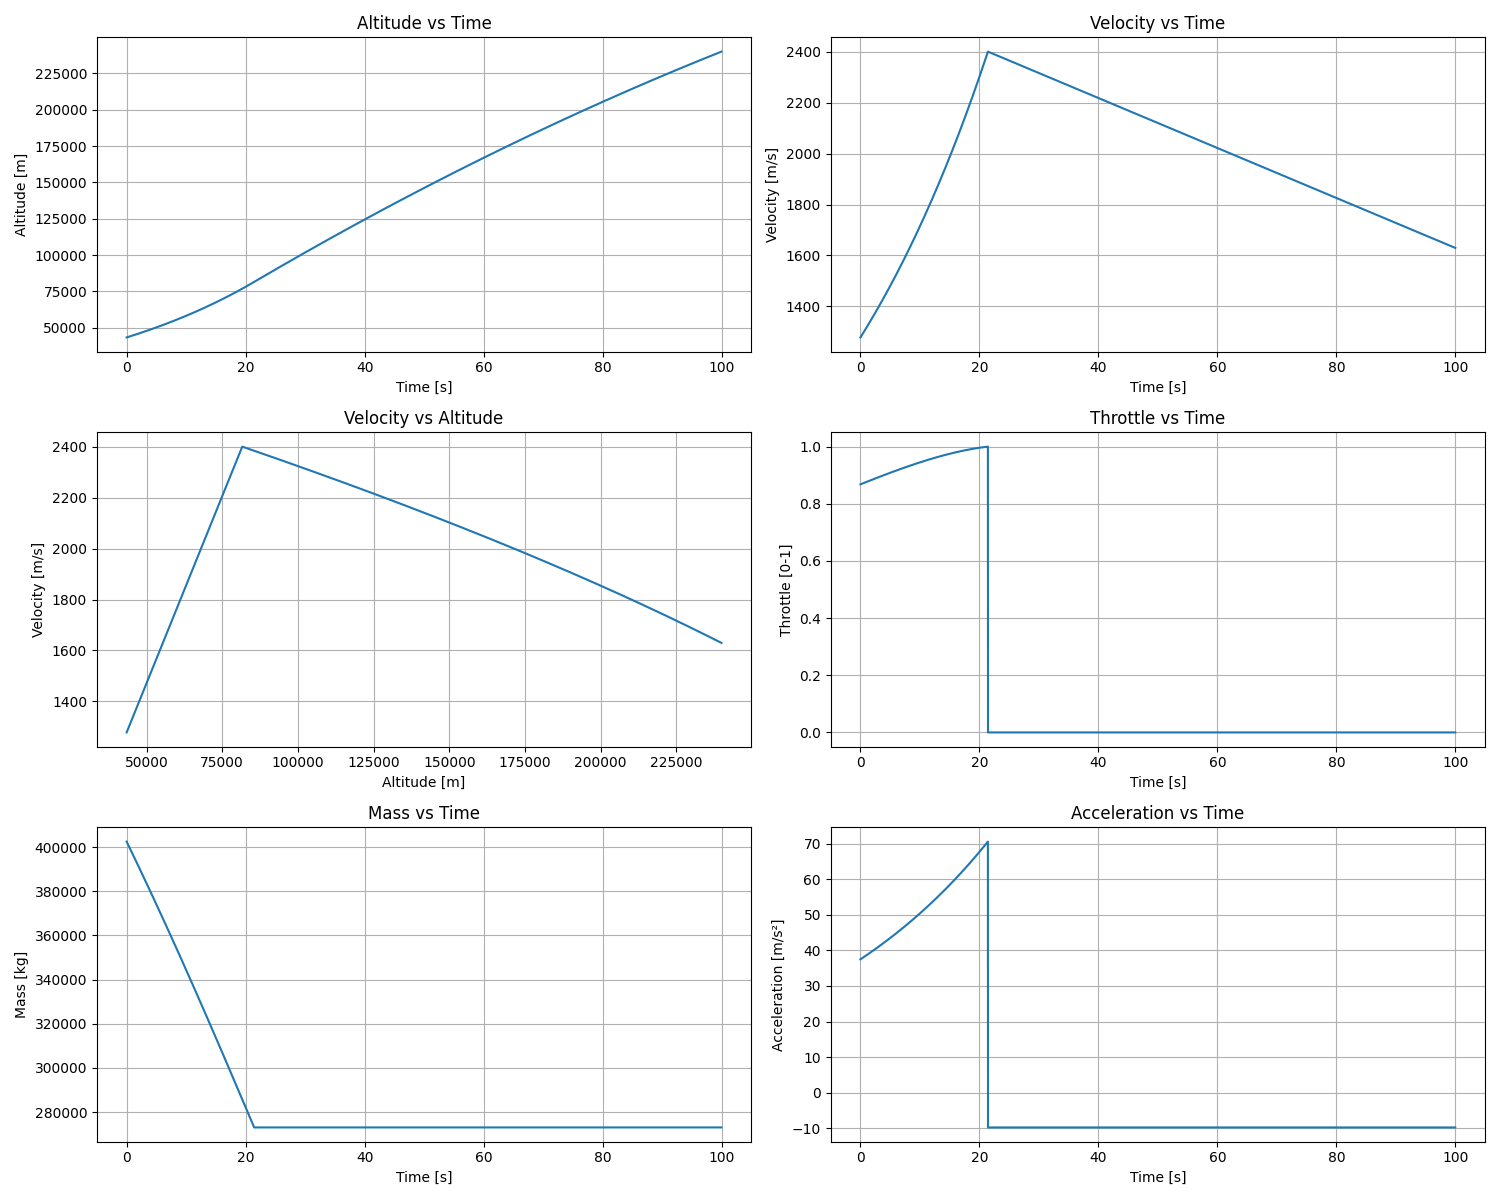 Altitude vs Time
Altitude [m]
225000
200000
175000
150000
125000
100000
75000
50000
0 20 40 60 80 100
Time [s]
Velocity vs Time
Velocity [m/s]
2400
2200
2000
1800
1600
1400
0 20 40 60 80 100
Time [s]
Velocity vs Altitude
Velocity [m/s]
2400
2200
2000
1800
1600
1400
50000 75000 100000 125000 150000 175000 200000 225000
Altitude [m]
Throttle vs Time
Throttle [0-1]
1.0
0.8
0.6
0.4
0.2
0.0
0 20 40 60 80 100
Time [s]
Mass vs Time
Mass [kg]
400000
380000
360000
340000
320000
300000
280000
0 20 40 60 80 100
Time [s]
Acceleration vs Time
Acceleration [m/s²]
70
60
50
40
30
20
10
0
−10
0 20 40 60 80 100
Time [s]